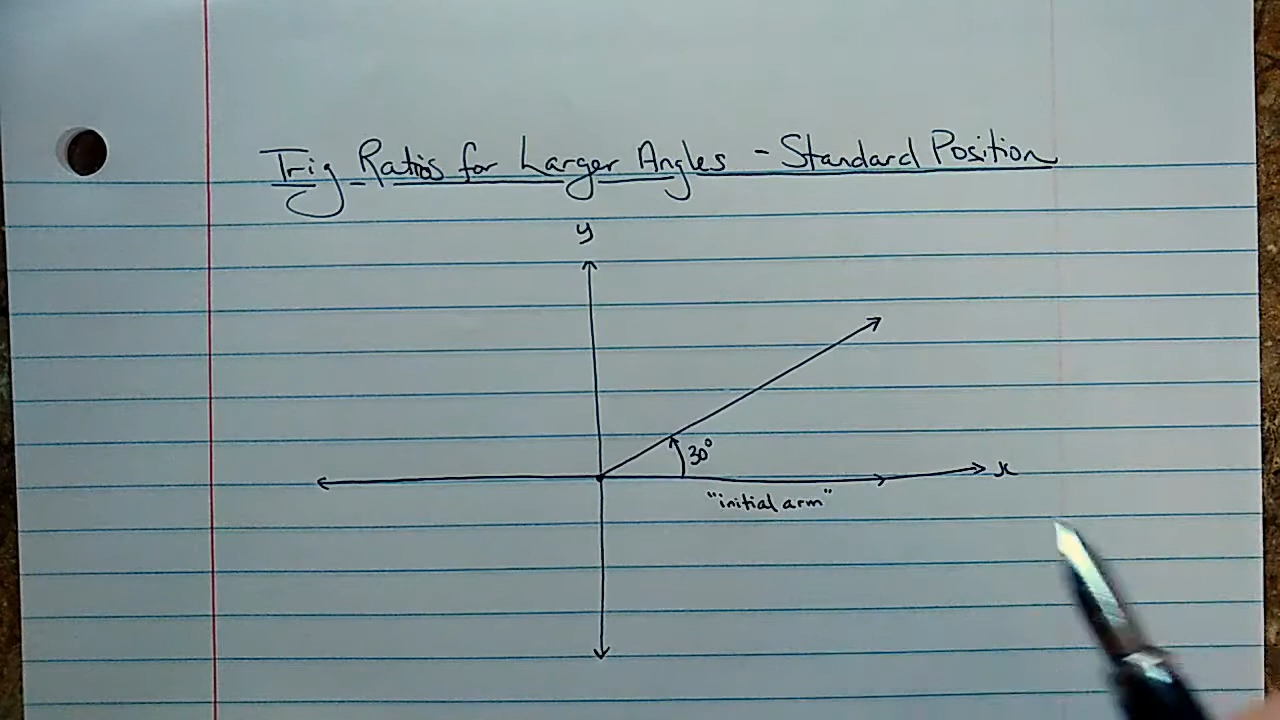 Trig Ratios for Larger Angles - Standard Position
y
30°
x
"initial arm"